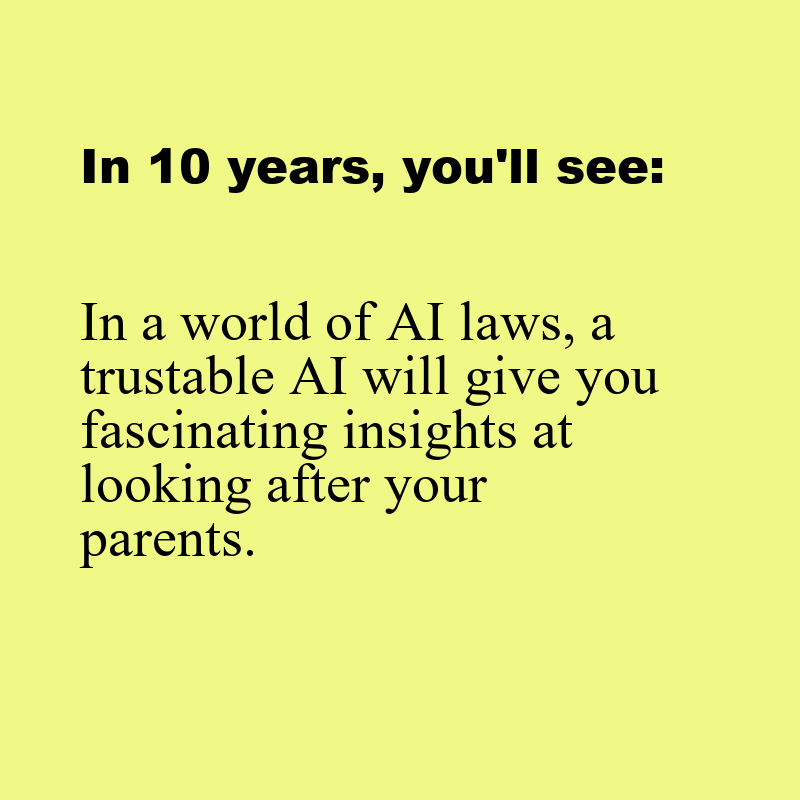 In 10 years, you'll see:
In a world of AI laws, a
trustable AI will give you
fascinating insights at
looking after your
parents.